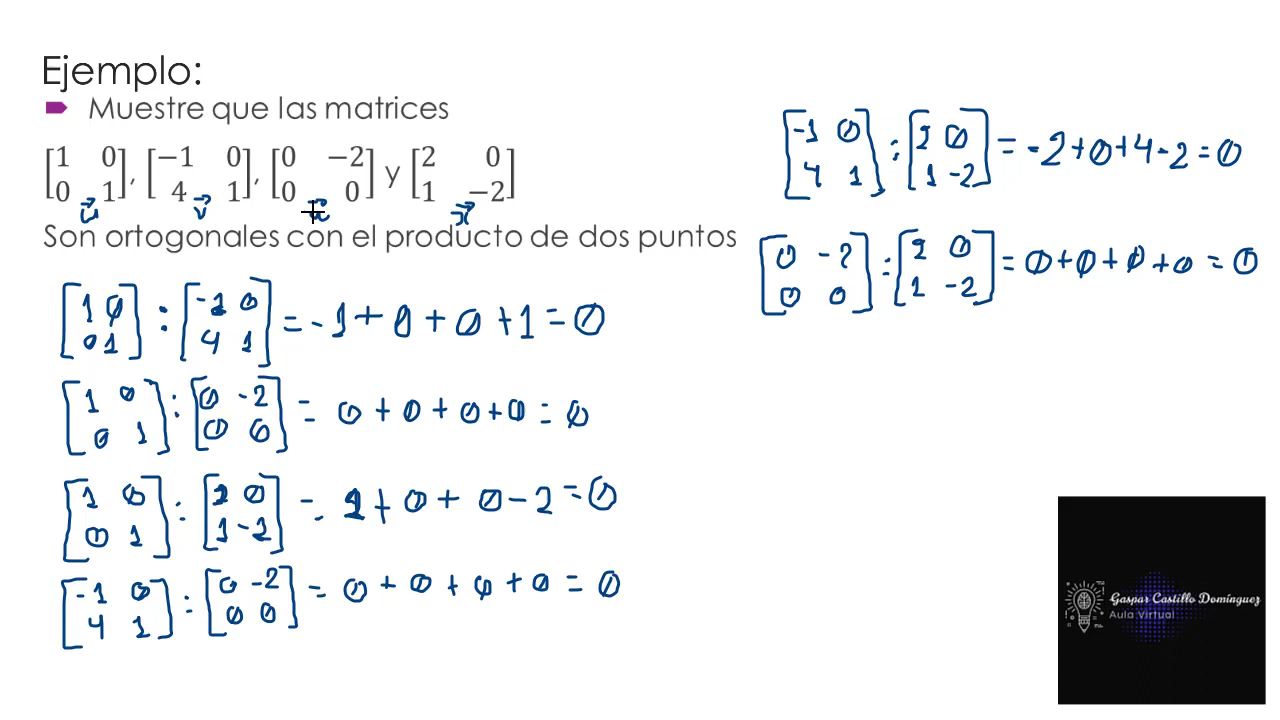 Ejemplo:
Muestre que las matrices
[1 0
0 1], [−1 0
4 1], [0 −2
0 0] y [2 0
1 −2]
u v x
Son ortogonales con el producto de dos puntos
[1 0
0 1] : [-1 0
4 1] = -1 + 0 + 0 + 1 = 0
[1 0
0 1] : [0 -2
0 0] = 0 + 0 + 0 + 0 = 0
[1 0
0 1] : [2 0
1 -2] = 2 + 0 + 0 - 2 = 0
[-1 0
4 1] : [0 -2
0 0] = 0 + 0 + 0 + 0 = 0
[-1 0
4 1] : [2 0
1 -2] = -2 + 0 + 4 - 2 = 0
[0 -2
0 0] : [2 0
1 -2] = 0 + 0 + 0 + 0 = 0
Gaspar Castillo Domínguez
Aula Virtual